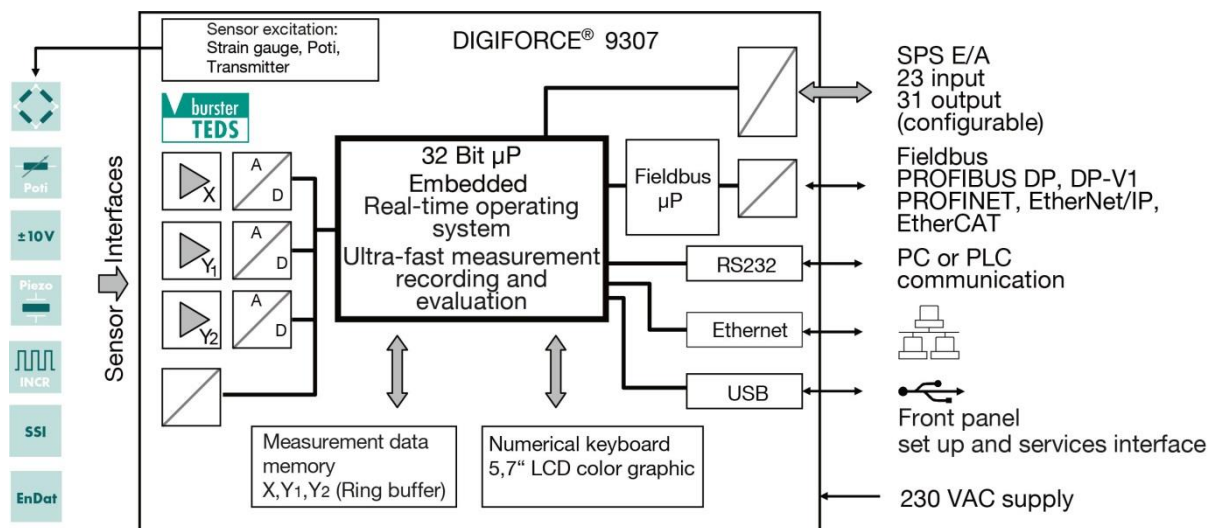 Sensor excitation:
Strain gauge, Poti,
Transmitter
DIGIFORCE® 9307
burster
TEDS
Poti
±10V
Piezo
INCR
SSI
EnDat
Sensor Interfaces
X
A
D
Y1
A
D
Y2
A
D
32 Bit µP
Embedded
Real-time operating
system
Ultra-fast measurement
recording and
evaluation
Fieldbus
µP
RS232
Ethernet
USB
Measurement data
memory
X,Y1,Y2 (Ring buffer)
Numerical keyboard
5,7“ LCD color graphic
SPS E/A
23 input
31 output
(configurable)
Fieldbus
PROFIBUS DP, DP-V1
PROFINET, EtherNet/IP,
EtherCAT
PC or PLC
communication
Front panel
set up and services interface
230 VAC supply